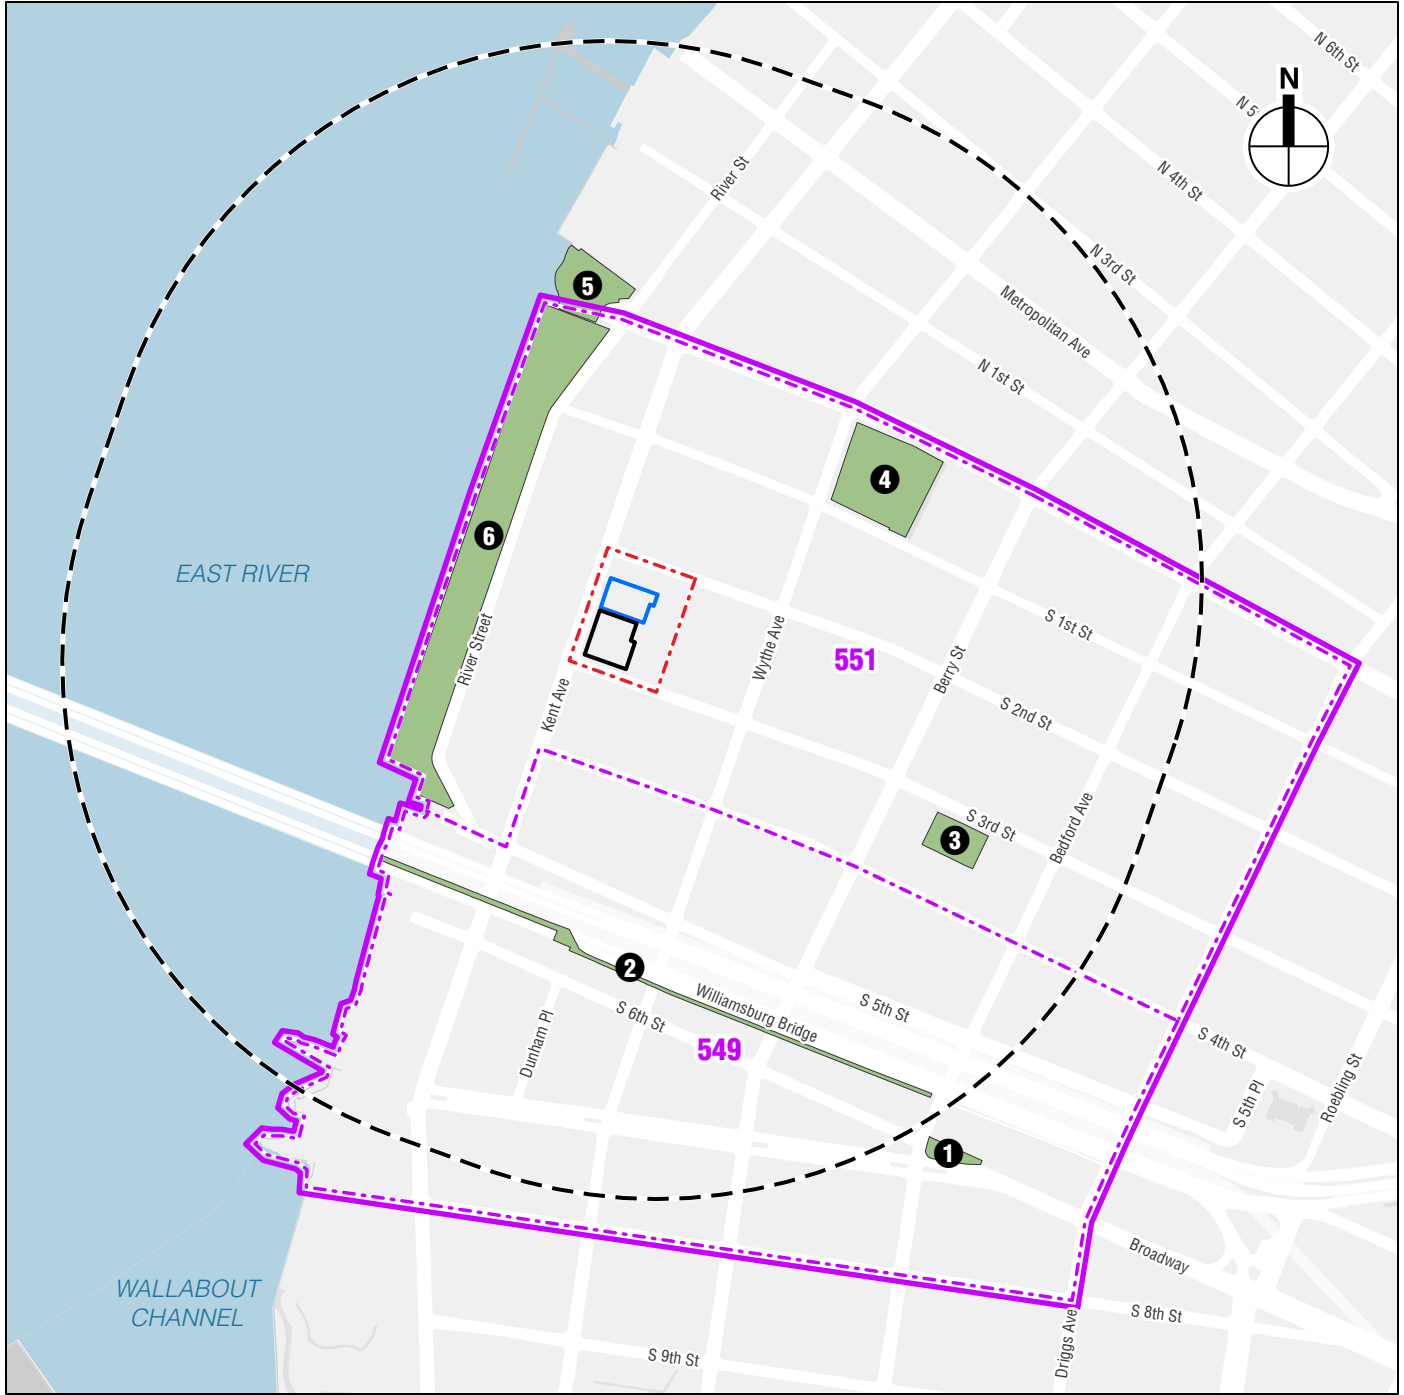 N 6th St
N
N 5
N 4th St
River St
N 3rd St
5
Metropolitan Ave
N 1st St
4
6
EAST RIVER
S 1st St
River Street
Wythe Ave
551
Berry St
Kent Ave
S 2nd St
S 3rd St
3
Bedford Ave
2
Williamsburg Bridge
S 5th St
S 6th St
549
Dunham Pl
S 4th St
S 5th Pl
Roebling St
1
Broadway
WALLABOUT
CHANNEL
S 8th St
Driggs Ave
S 9th St